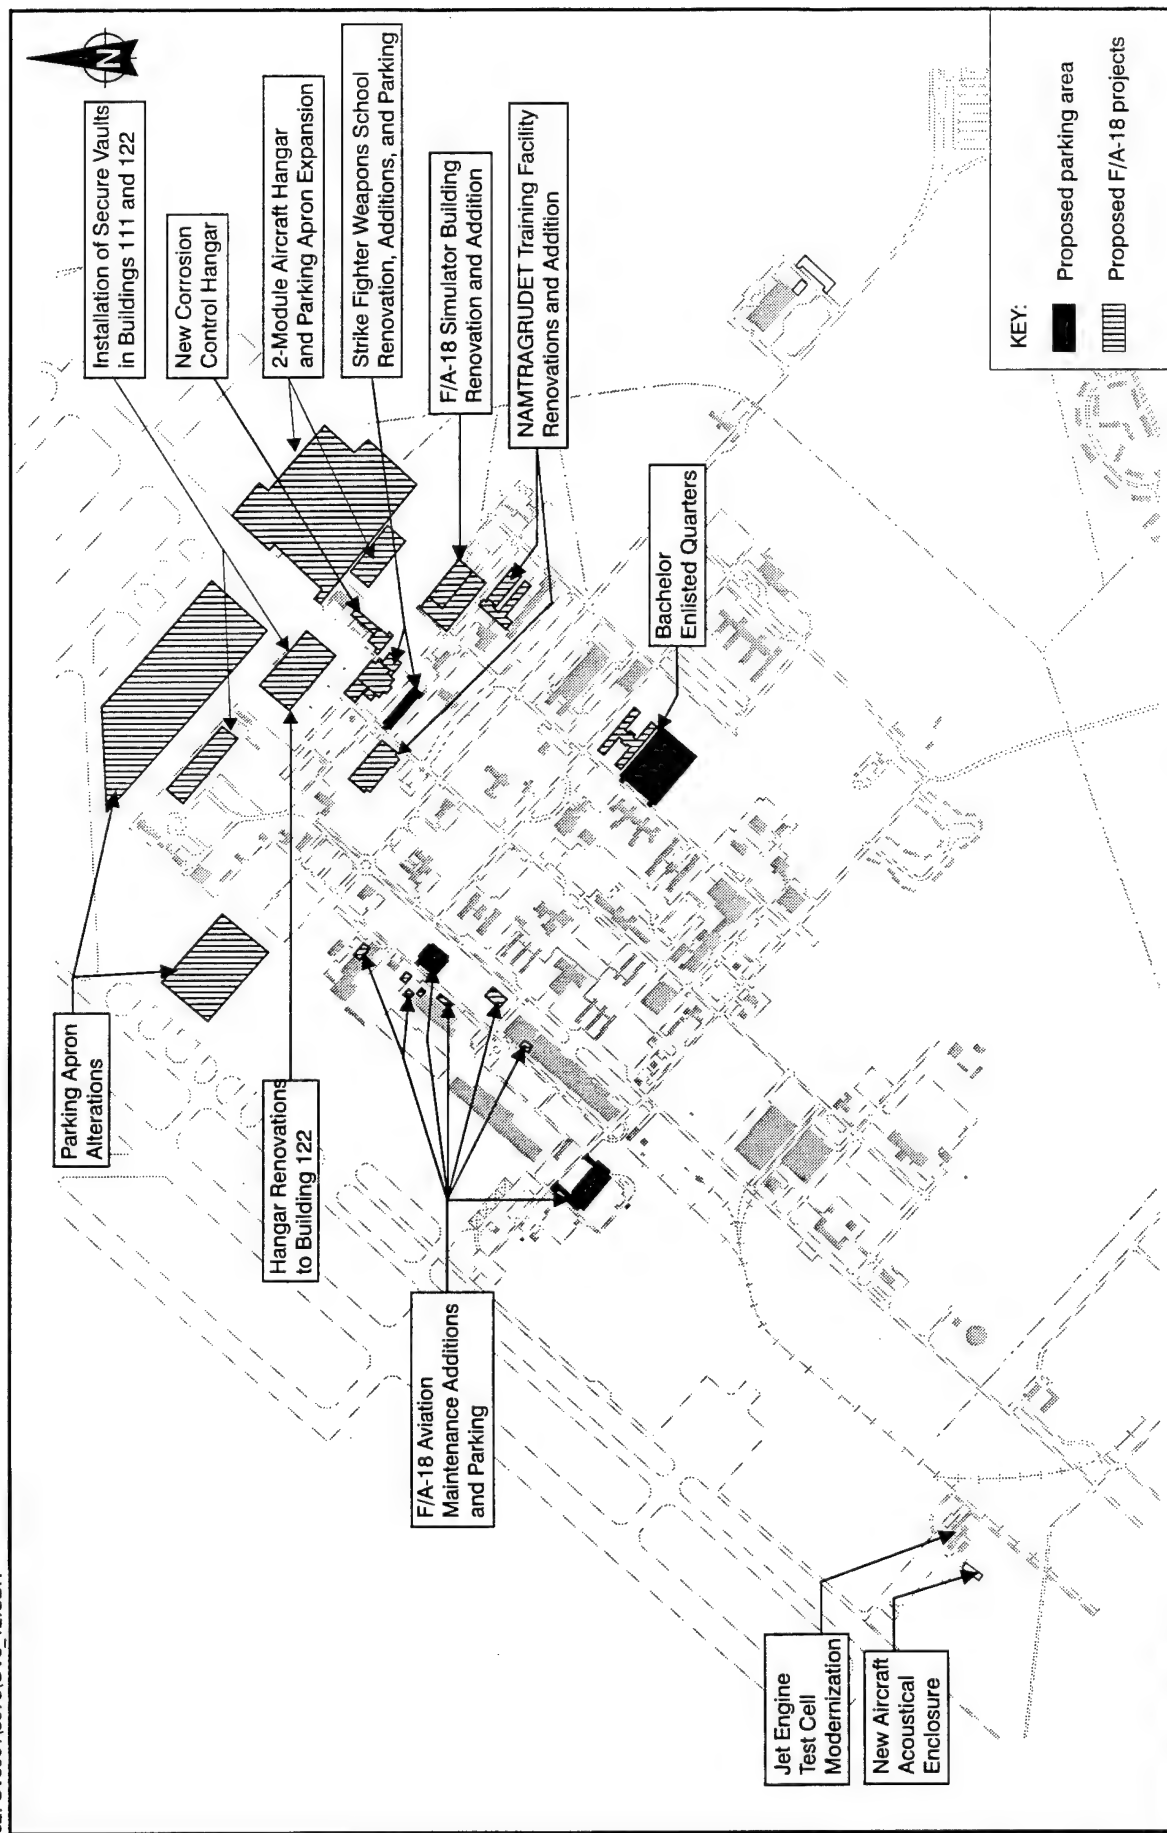 N
Installation of Secure Vaults
in Buildings 111 and 122
New Corrosion
Control Hangar
2-Module Aircraft Hangar
and Parking Apron Expansion
Strike Fighter Weapons School
Renovation, Additions, and Parking
F/A-18 Simulator Building
Renovation and Addition
NAMTRAGRUDET Training Facility
Renovations and Addition
Bachelor
Enlisted Quarters
Parking Apron
Alterations
Hangar Renovations
to Building 122
F/A-18 Aviation
Maintenance Additions
and Parking
Jet Engine
Test Cell
Modernization
New Aircraft
Acoustical
Enclosure
KEY:
Proposed parking area
Proposed F/A-18 projects